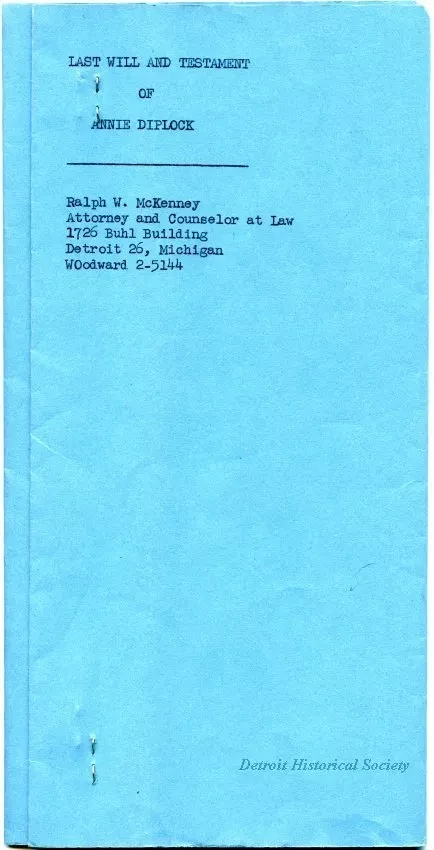 LAST WILL AND TESTAMENT
OF
ANNIE DIPLOCK
Ralph W. McKenney
Attorney and Counselor at Law
1726 Buhl Building
Detroit 26, Michigan
WOodward 2-5144
Detroit Historical Society